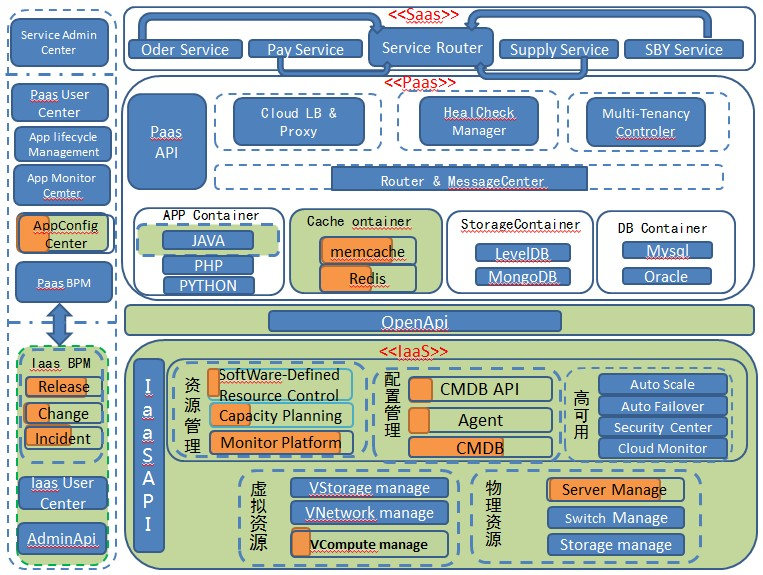 Service Admin
Center
Paas User
Center
App lifecycle
Management
App Monitor
Cemter
AppConfig
Center
Paas BPM
Iaas BPM
Release
Change
Incident
Iaas User
Center
AdminApi
<<Saas>>
Oder Service
Pay Service
Service Router
Supply Service
SBY Service
<<Paas>>
Paas
API
Cloud LB &
Proxy
HealCheck
Manager
Multi-Tenancy
Controler
Router & MessageCenter
APP Container
JAVA
PHP
PYTHON
Cache ontainer
memcache
Redis
StorageContainer
LevelDB
MongoDB
DB Container
Mysql
Oracle
OpenApi
<<IaaS>>
IaaSAPI
资源管理
SoftWare-Defined
Resource Control
Capacity Planning
Monitor Platform
配置管理
CMDB API
Agent
CMDB
高可用
Auto Scale
Auto Failover
Security Center
Cloud Monitor
虚拟资源
VStorage manage
VNetwork manage
VCompute manage
物理资源
Server Manage
Switch Manage
Storage manage